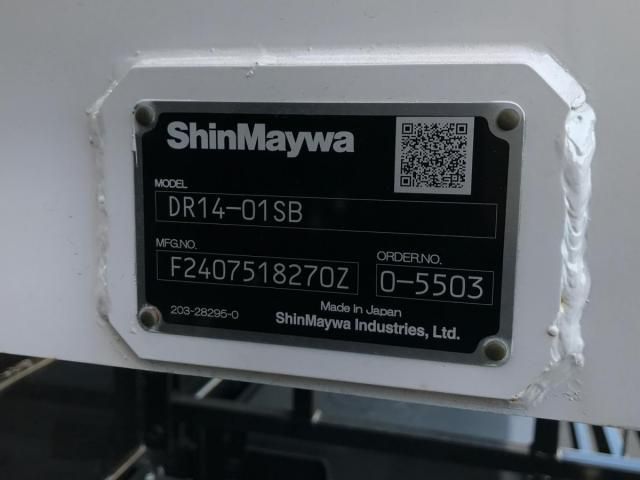 ShinMaywa
MODEL
DR14-01SB
MFG.NO.
F2407518270Z
ORDER.NO.
0-5503
203-28295-0
Made in Japan
ShinMaywa Industries, Ltd.